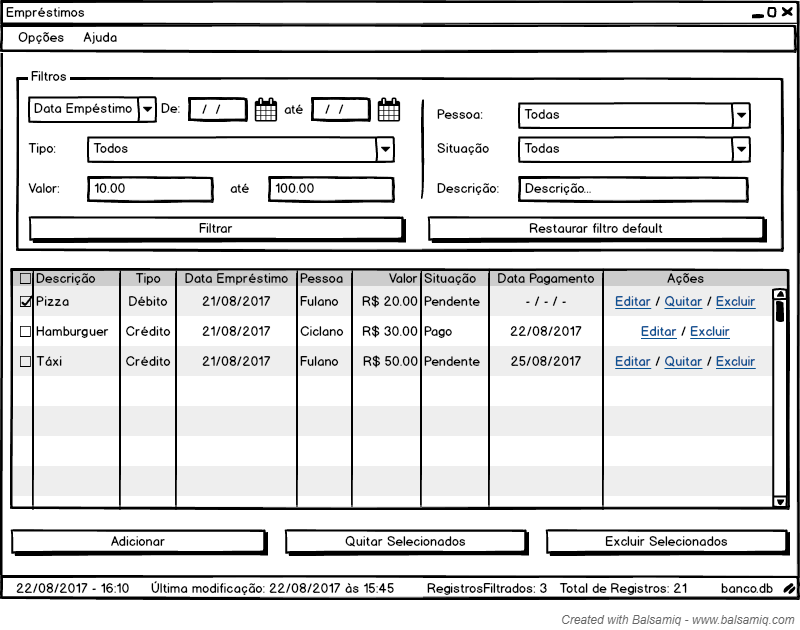 Empréstimos
Opções Ajuda
Filtros
Data Empéstimo De: / / até / /
Pessoa: Todas
Tipo: Todos
Situação Todas
Valor: 10.00 até 100.00
Descrição: Descrição...
Filtrar Restaurar filtro default
Descrição Tipo Data Empréstimo Pessoa Valor Situação Data Pagamento Ações
Pizza Débito 21/08/2017 Fulano R$ 20.00 Pendente - / - / - Editar / Quitar / Excluir
Hamburguer Crédito 21/08/2017 Ciclano R$ 30.00 Pago 22/08/2017 Editar / Excluir
Táxi Crédito 21/08/2017 Fulano R$ 50.00 Pendente 25/08/2017 Editar / Quitar / Excluir
Adicionar Quitar Selecionados Excluir Selecionados
22/08/2017 - 16:10 Última modificação: 22/08/2017 às 15:45 RegistrosFiltrados: 3 Total de Registros: 21 banco.db
Created with Balsamiq - www.balsamiq.com